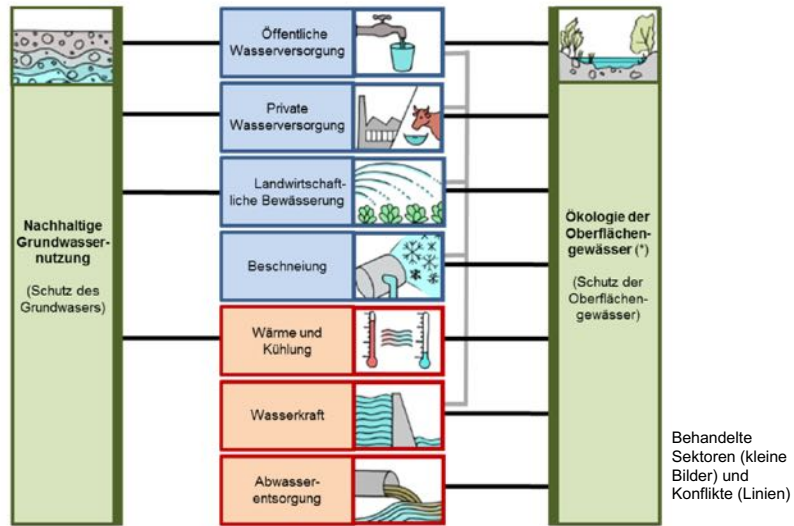 Nachhaltige
Grundwasser-
nutzung
(Schutz des
Grundwasers)
Öffentliche
Wasserversorgung
Private
Wasserversorgung
Landwirtschaft-
liche Bewässerung
Beschneiung
Wärme und
Kühlung
Wasserkraft
Abwasser-
entsorgung
Ökologie der
Oberflächen-
gewässer (*)
(Schutz der
Oberflächen-
gewässer)
Behandelte
Sektoren (kleine
Bilder) und
Konflikte (Linien)